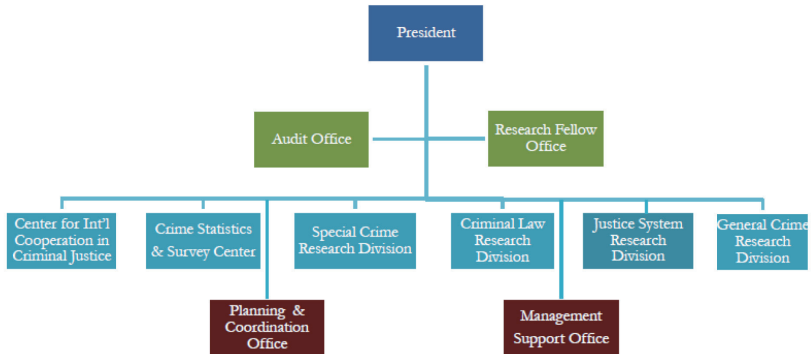 President
Audit Office
Research Fellow
Office
Center for Int'l
Cooperation in
Criminal Justice
Crime Statistics
& Survey Center
Special Crime
Research Division
Criminal Law
Research
Division
Justice System
Research
Division
General Crime
Research
Division
Planning &
Coordination
Office
Management
Support Office